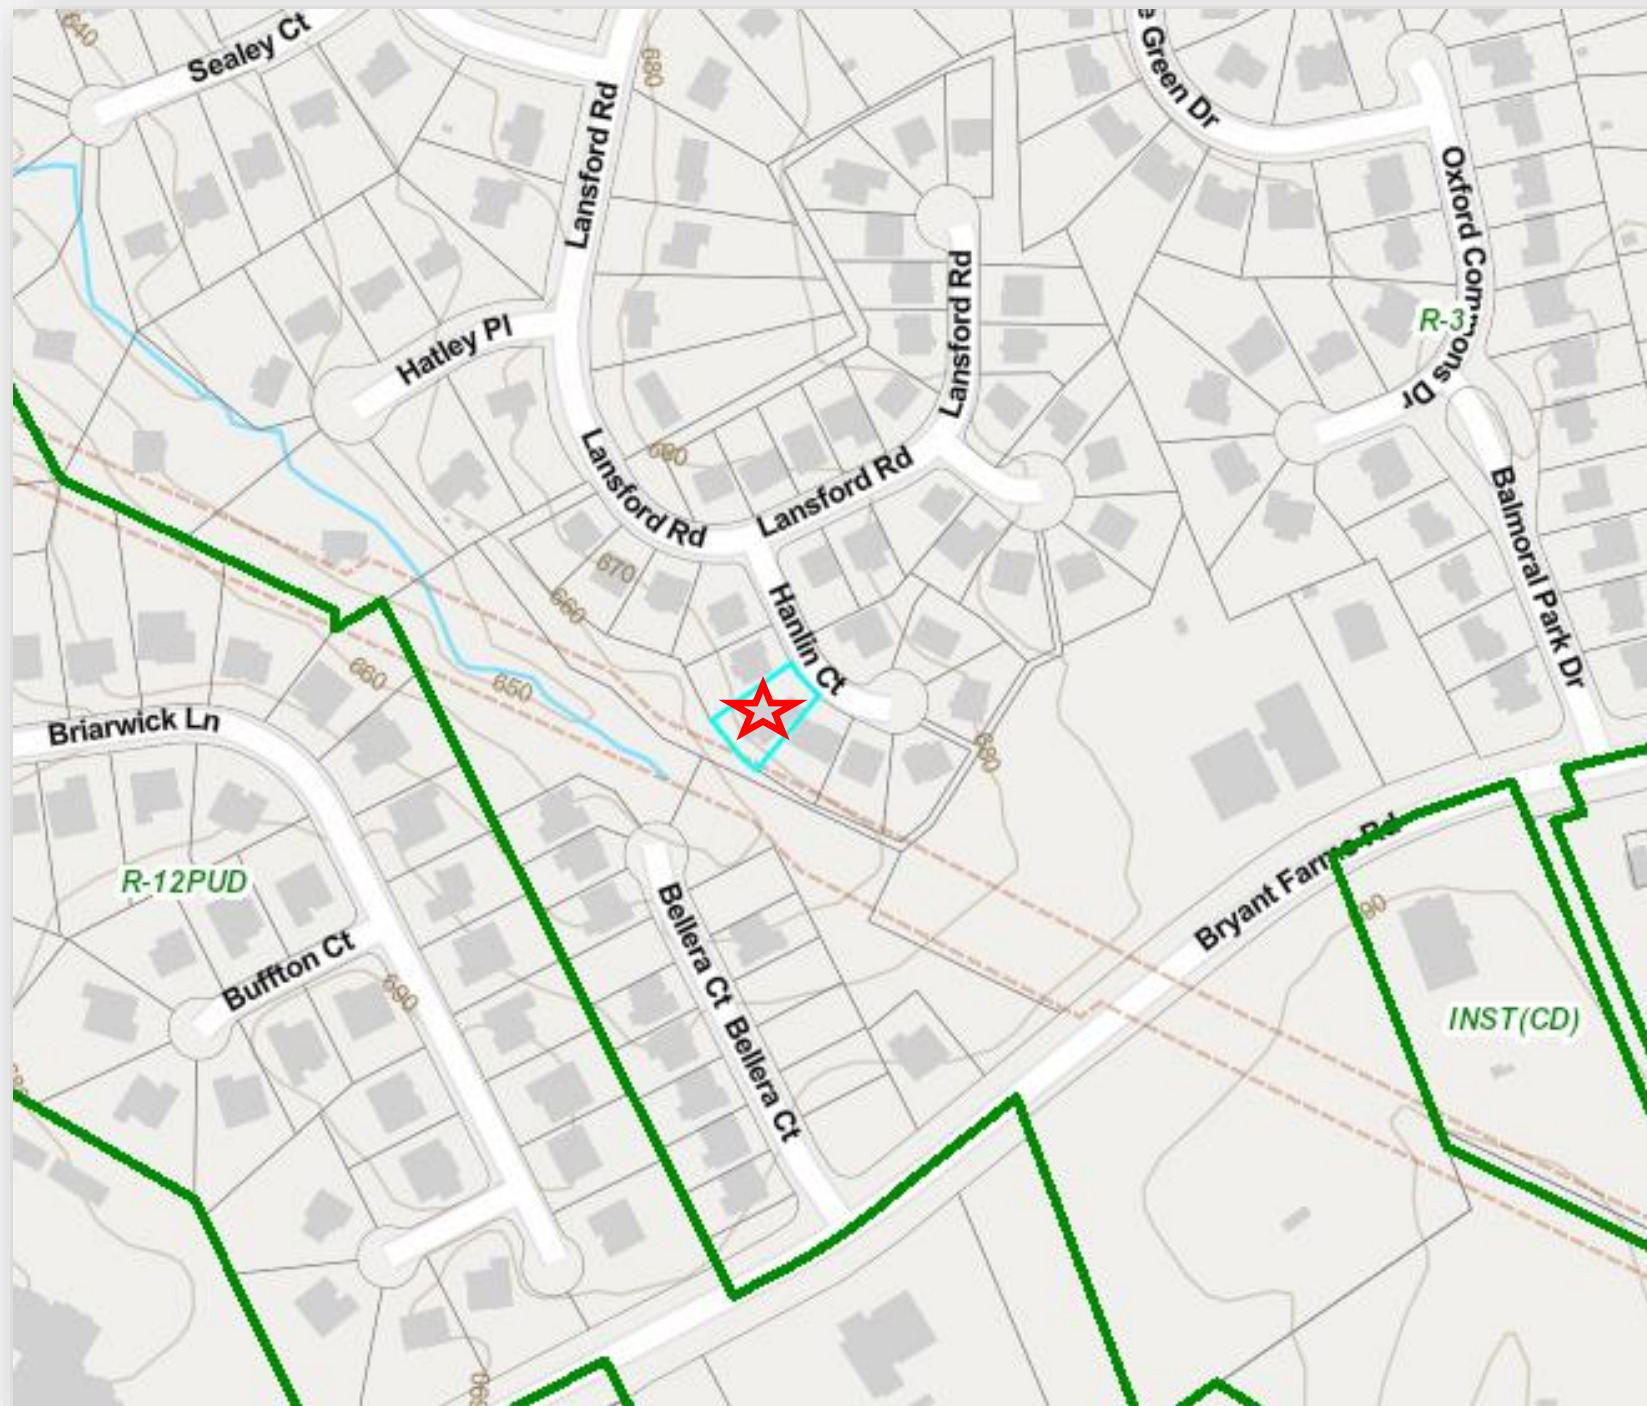 640
Sealey Ct
680
Lansford Rd
Green Dr
Oxford Commons Dr
Lansford Rd
R-3
Hatley Pl
680
Lansford Rd
Lansford Rd
Balmoral Park Dr
670
660
Hanlin Ct
660
650
Briarwick Ln
680
Bryant Farms Rd
R-12PUD
Bellera Ct
Buffton Ct
690
INST(CD)
Bellera Ct
690